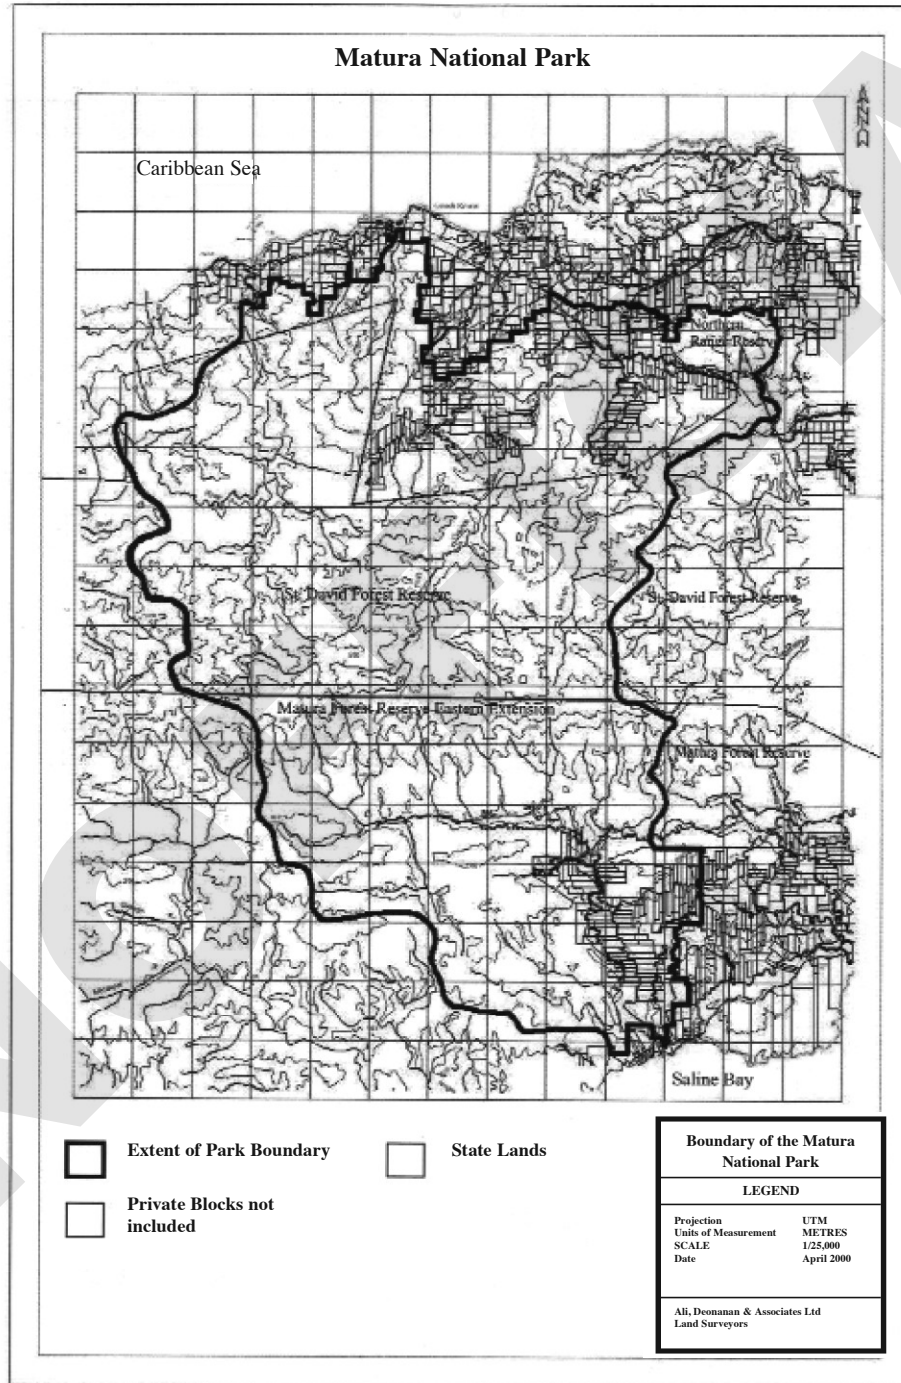 Matura National Park
Caribbean Sea
Northern
Range Reserve
St. David Forest Reserve
St. David Forest Reserve
Matura Forest Reserve Eastern Extension
Matura Forest Reserve
Saline Bay
Extent of Park Boundary
State Lands
Private Blocks not
included
Boundary of the Matura
National Park
LEGEND
Projection UTM
Units of Measurement METRES
SCALE 1/25,000
Date April 2000
Ali, Deonanan & Associates Ltd
Land Surveyors